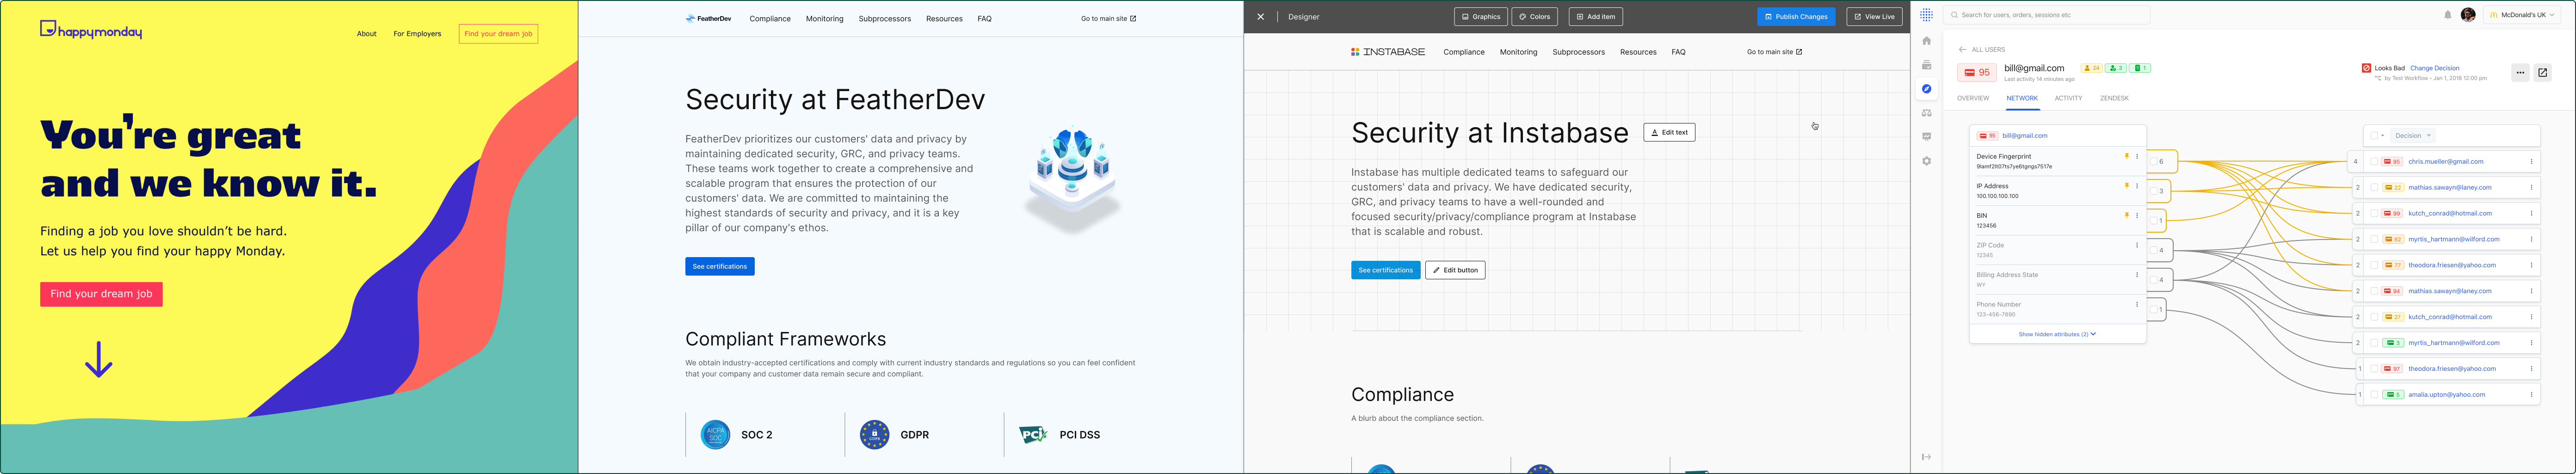 happymonday
About
For Employers
Find your dream job
You're great
and we know it.
Finding a job you love shouldn't be hard.
Let us help you find your happy Monday.
Find your dream job
FeatherDev
Compliance
Monitoring
Subprocessors
Resources
FAQ
Go to main site
Security at FeatherDev
FeatherDev prioritizes our customers' data and privacy by
maintaining dedicated security, GRC, and privacy teams.
These teams work together to create a comprehensive and
scalable program that ensures the protection of our
customers' data. We are committed to maintaining the
highest standards of security and privacy, and it is a key
pillar of our company's ethos.
See certifications
Compliant Frameworks
We obtain industry-accepted certifications and comply with current industry standards and regulations so you can feel confident
that your company and customer data remain secure and compliant.
AICPA
SOC
SOC 2
GDPR
GDPR
PCI
PCI DSS
Designer
Graphics
Colors
Add item
Publish Changes
View Live
INSTABASE
Compliance
Monitoring
Subprocessors
Resources
FAQ
Go to main site
Security at Instabase
Edit text
Instabase has multiple dedicated teams to safeguard our
customers' data and privacy. We have dedicated security,
GRC, and privacy teams to have a well-rounded and
focused security/privacy/compliance program at Instabase
that is scalable and robust.
See certifications
Edit button
Compliance
A blurb about the compliance section.
Search for users, orders, sessions etc
McDonald's UK
ALL USERS
95
bill@gmail.com
24
3
1
Last activity 14 minutes ago
Looks Bad
Change Decision
by Test Workflow - Jan 1, 2018 12:00 pm
OVERVIEW
NETWORK
ACTIVITY
ZENDESK
95 bill@gmail.com
Device Fingerprint
6
IP Address
100.100.100.100
3
BIN
123456
1
ZIP Code
12345
4
Billing Address State
WY
4
Phone Number
123-456-7890
1
Show hidden attributes (2)
Decision
4 95 chris.mueller@gmail.com
2 22 mathias.sawayn@laney.com
2 99 kutch_conrad@hotmail.com
2 62 myrtis_hartmann@wilford.com
2 77 theodora.friesen@yahoo.com
2 94 mathias.sawayn@laney.com
2 27 kutch_conrad@hotmail.com
2 3 myrtis_hartmann@wilford.com
1 97 theodora.friesen@yahoo.com
1 5 amalia.upton@yahoo.com